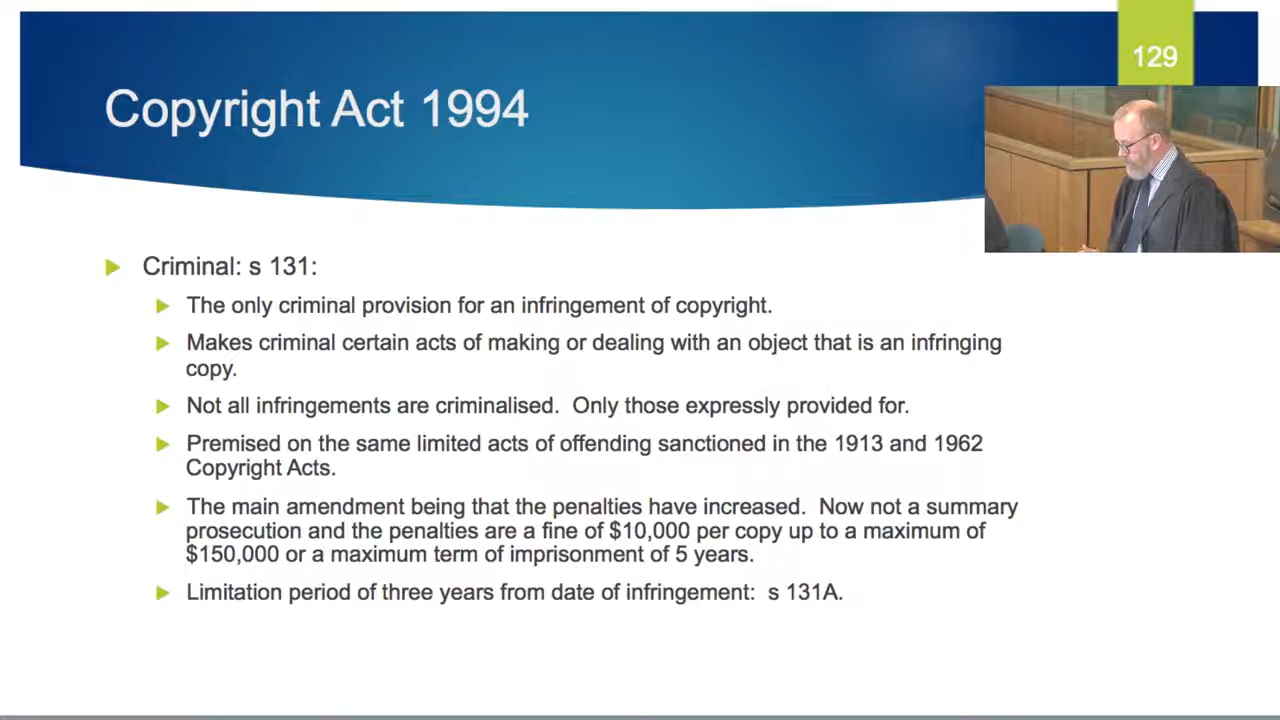 129
Copyright Act 1994
Criminal: s 131:
The only criminal provision for an infringement of copyright.
Makes criminal certain acts of making or dealing with an object that is an infringing
copy.
Not all infringements are criminalised.  Only those expressly provided for.
Premised on the same limited acts of offending sanctioned in the 1913 and 1962
Copyright Acts.
The main amendment being that the penalties have increased.  Now not a summary
prosecution and the penalties are a fine of $10,000 per copy up to a maximum of
$150,000 or a maximum term of imprisonment of 5 years.
Limitation period of three years from date of infringement:  s 131A.